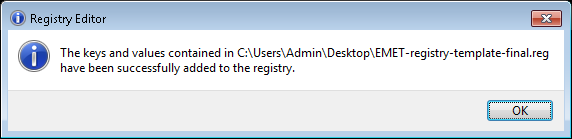 Registry Editor
The keys and values contained in C:\Users\Admin\Desktop\EMET-registry-template-final.reg
have been successfully added to the registry.
OK